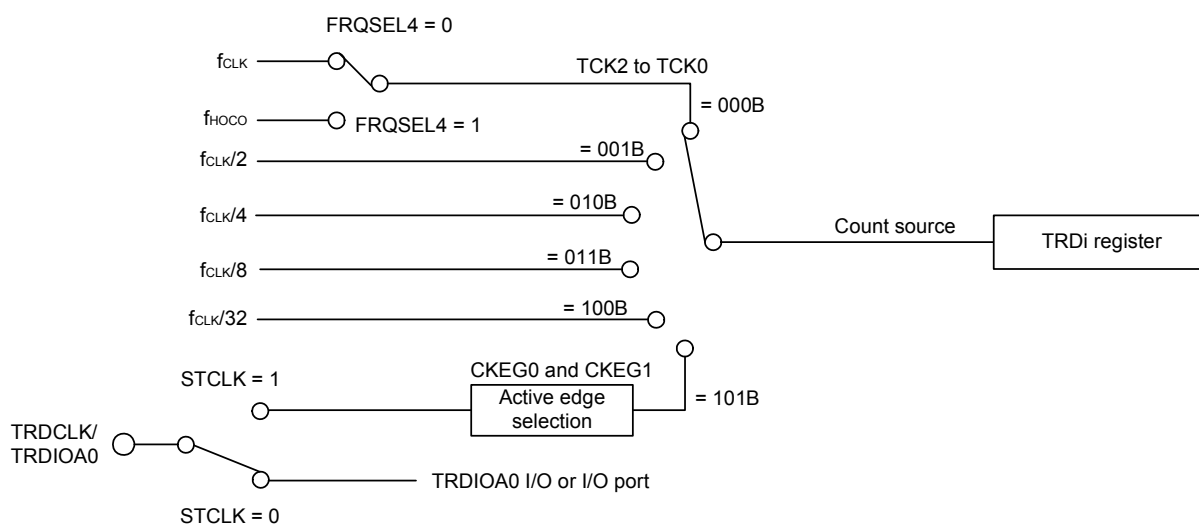 FRQSEL4 = 0
fCLK
TCK2 to TCK0
= 000B
fHOCO
FRQSEL4 = 1
fCLK/2
= 001B
fCLK/4
= 010B
Count source
TRDi register
fCLK/8
= 011B
fCLK/32
= 100B
STCLK = 1
CKEG0 and CKEG1
Active edge
selection
= 101B
TRDCLK/
TRDIOA0
TRDIOA0 I/O or I/O port
STCLK = 0